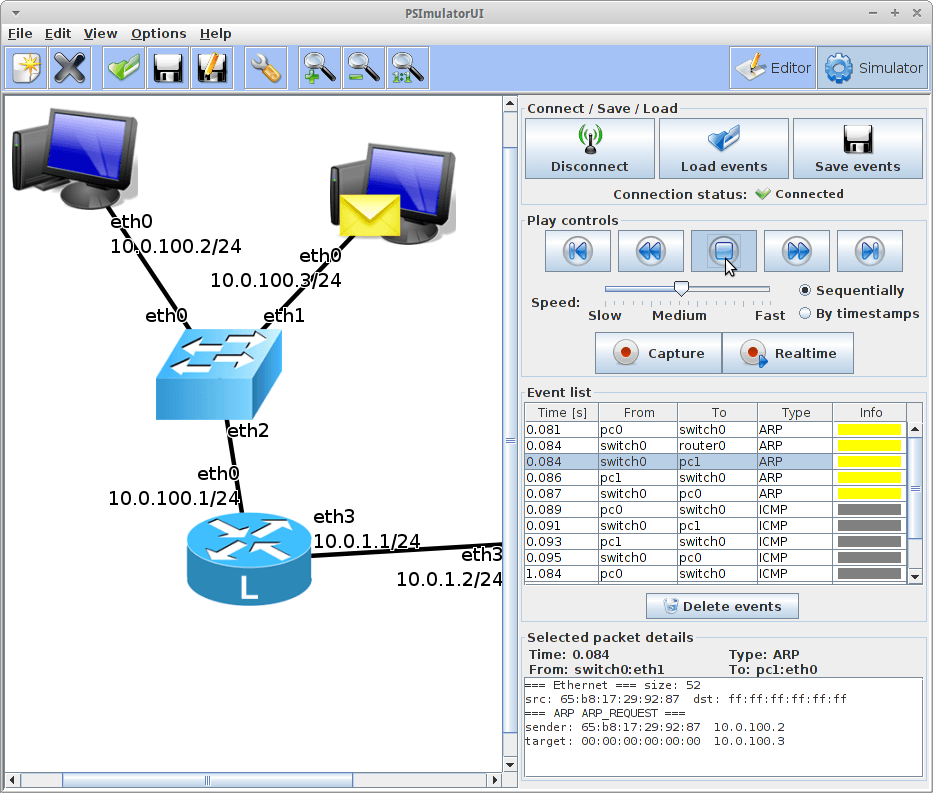 PSImulatorUI
File Edit View Options Help
1:1
Editor Simulator
eth0
10.0.100.2/24
eth0
10.0.100.3/24
eth0 eth1
eth2
eth0
10.0.100.1/24
eth3
10.0.1.1/24
eth3
10.0.1.2/24
L
Connect / Save / Load
Disconnect Load events Save events
Connection status: Connected
Play controls
Speed:
Slow Medium Fast
Sequentially
By timestamps
Capture Realtime
Event list
Time [s] From To Type Info
0.081 pc0 switch0 ARP
0.084 switch0 router0 ARP
0.084 switch0 pc1 ARP
0.086 pc1 switch0 ARP
0.087 switch0 pc0 ARP
0.089 pc0 switch0 ICMP
0.091 switch0 pc1 ICMP
0.093 pc1 switch0 ICMP
0.095 switch0 pc0 ICMP
1.084 pc0 switch0 ICMP
Delete events
Selected packet details
Time: 0.084 Type: ARP
From: switch0:eth1 To: pc1:eth0
=== Ethernet === size: 52
src: 65:b8:17:29:92:87 dst: ff:ff:ff:ff:ff:ff
=== ARP ARP_REQUEST ===
sender: 65:b8:17:29:92:87 10.0.100.2
target: 00:00:00:00:00:00 10.0.100.3